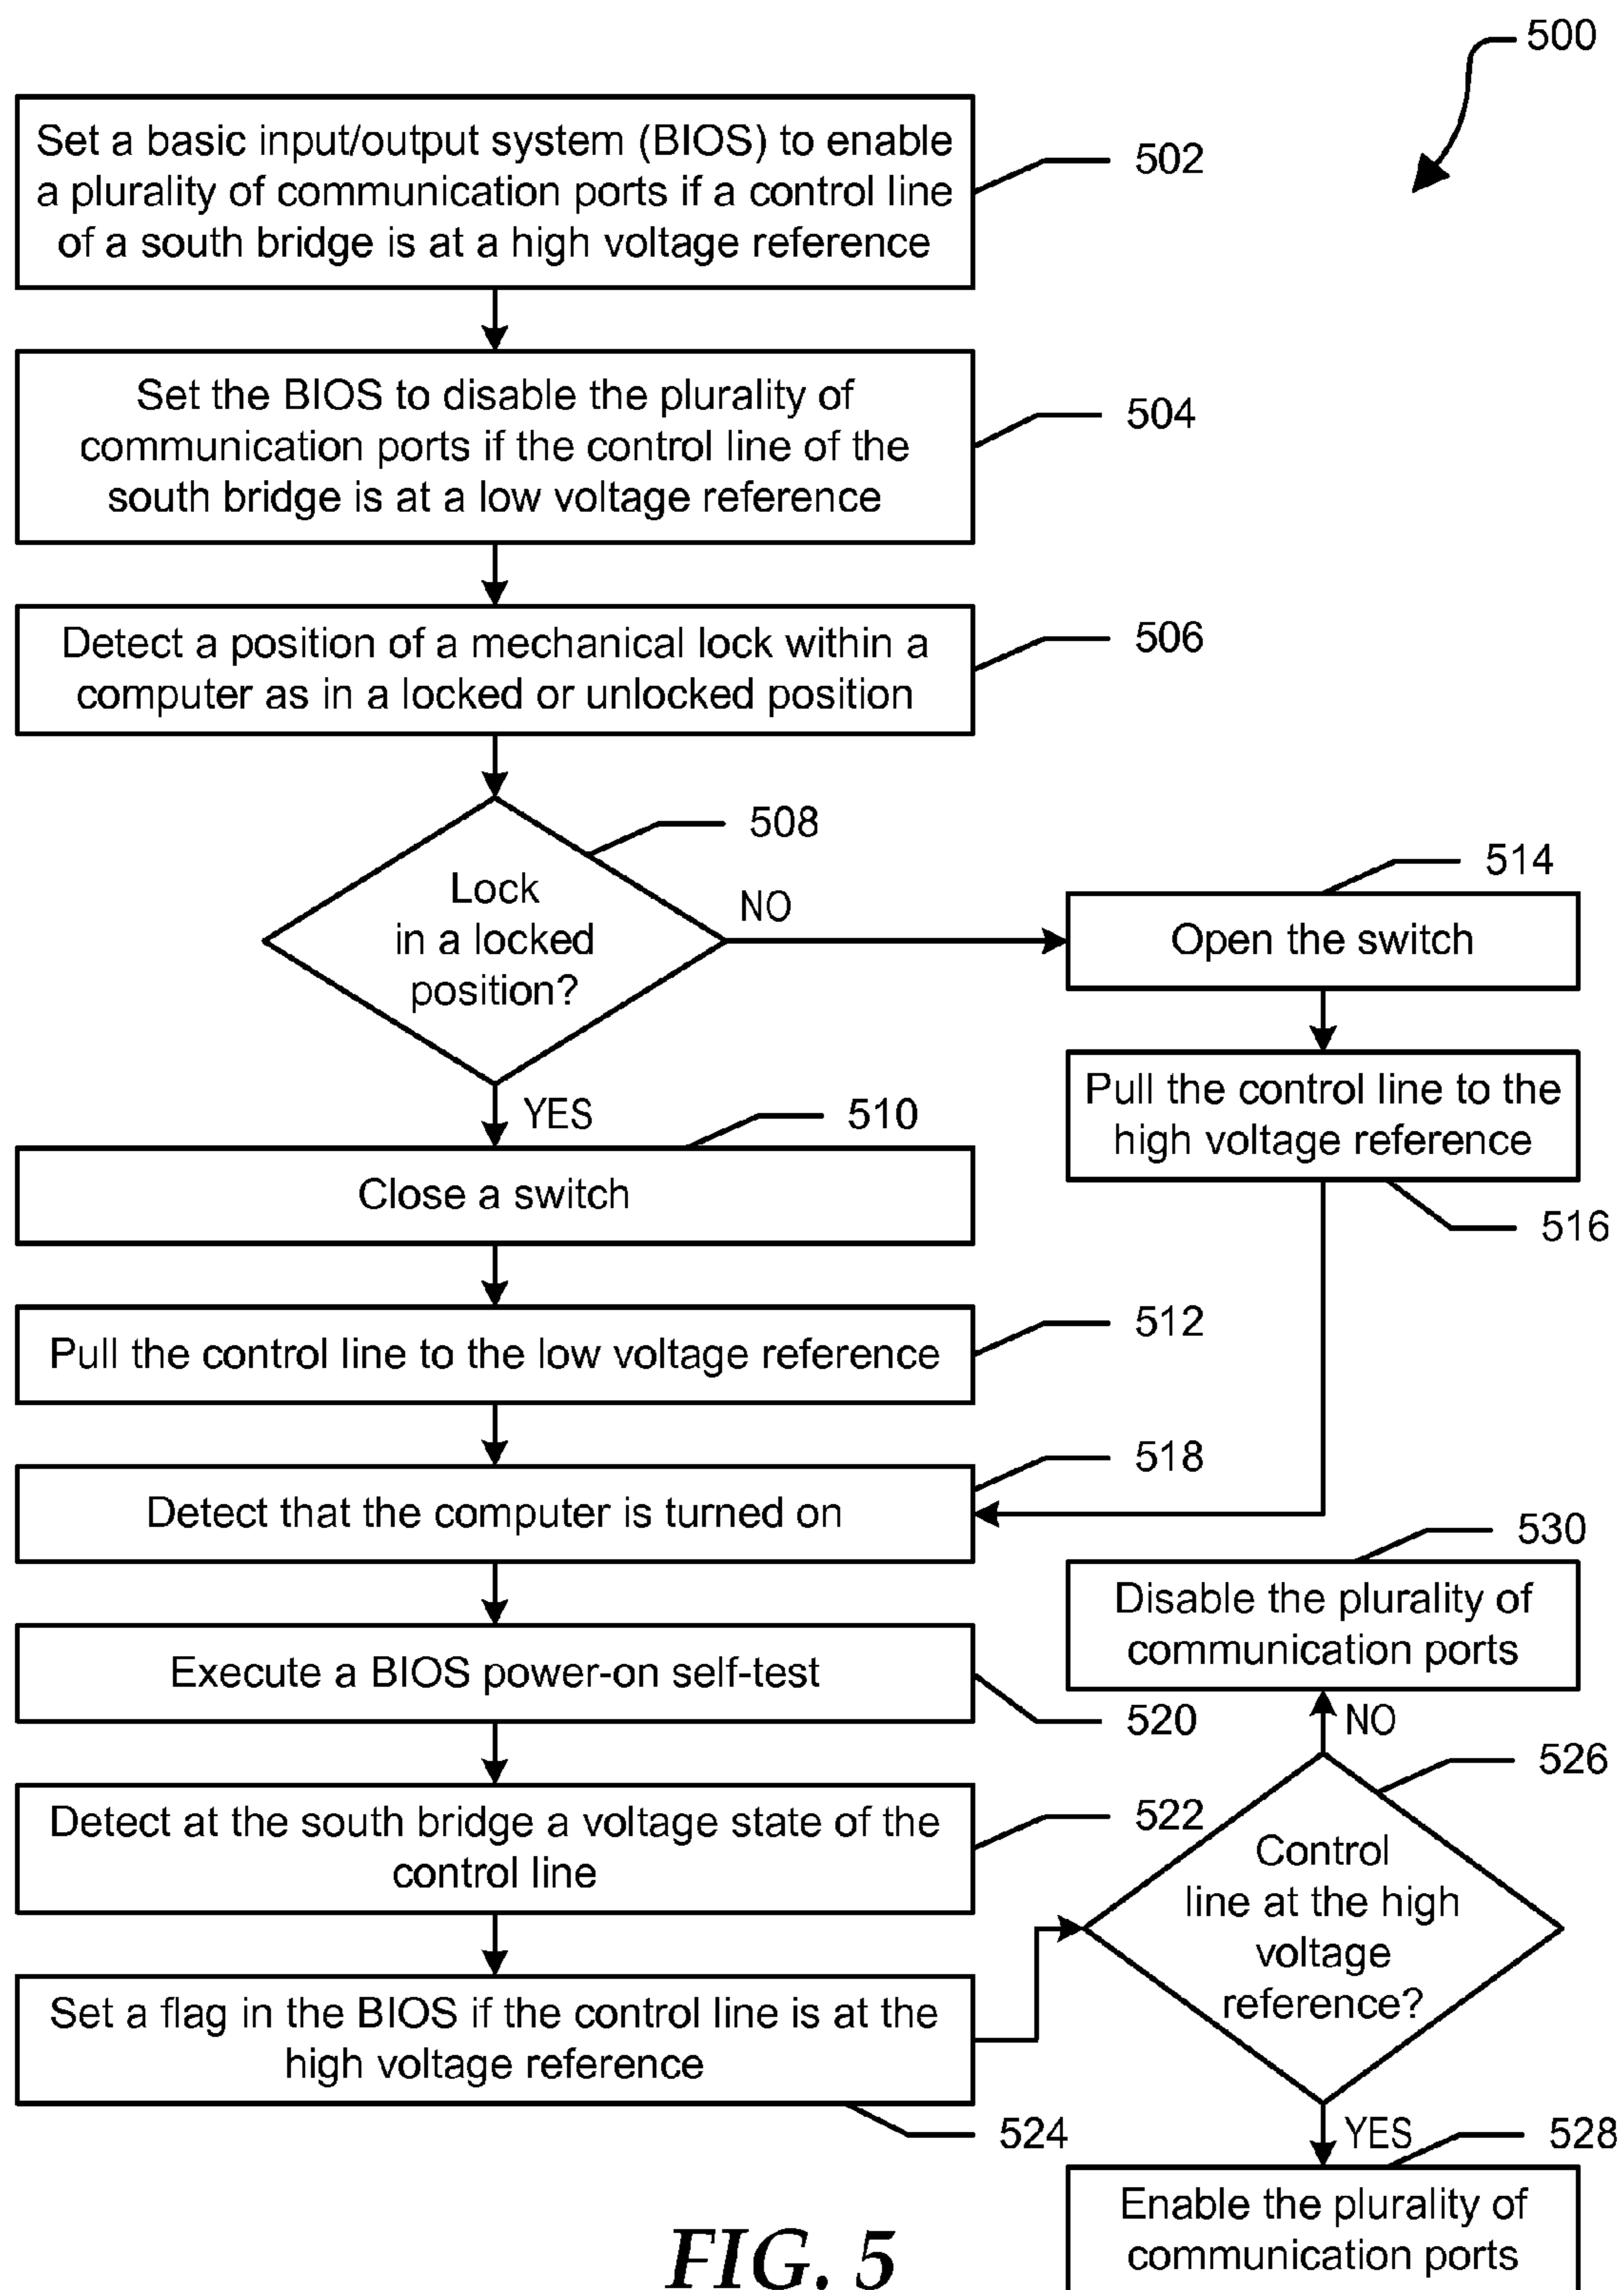 500
Set a basic input/output system (BIOS) to enable
a plurality of communication ports if a control line
of a south bridge is at a high voltage reference
502
Set the BIOS to disable the plurality of
communication ports if the control line of the
south bridge is at a low voltage reference
504
Detect a position of a mechanical lock within a
computer as in a locked or unlocked position
506
Lock
in a locked
position?
508
NO
YES
514
Open the switch
Pull the control line to the
high voltage reference
516
510
Close a switch
Pull the control line to the low voltage reference
512
Detect that the computer is turned on
518
Execute a BIOS power-on self-test
520
Detect at the south bridge a voltage state of the
control line
522
Set a flag in the BIOS if the control line is at the
high voltage reference
524
530
Disable the plurality of
communication ports
NO
526
Control
line at the high
voltage
reference?
YES
528
Enable the plurality of
communication ports
FIG. 5